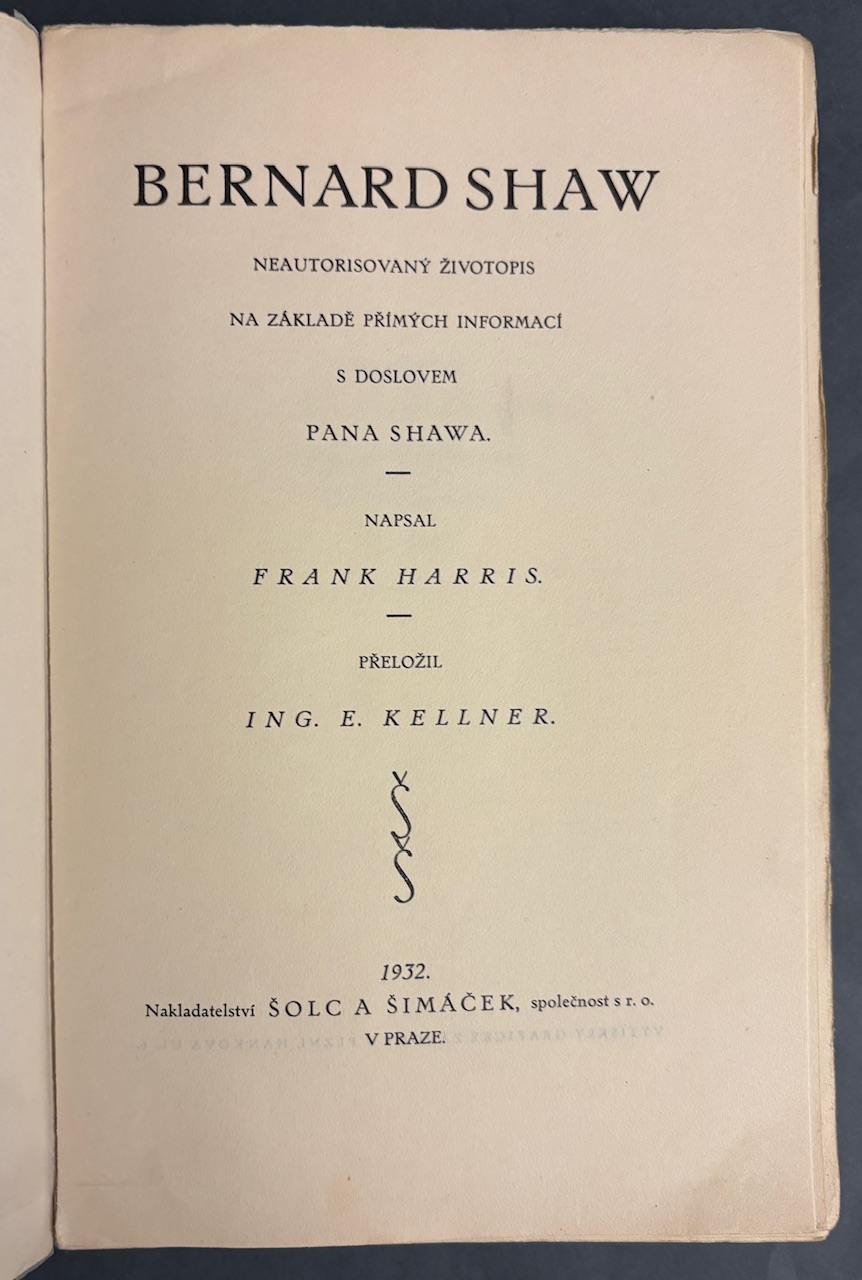 BERNARD SHAW
NEAUTORISOVANÝ ŽIVOTOPIS
NA ZÁKLADĚ PŘÍMÝCH INFORMACÍ
S DOSLOVEM
PANA SHAWA.
NAPSAL
FRANK HARRIS.
PŘELOŽIL
ING. E. KELLNER.
Š
Š
1932.
Nakladatelství ŠOLC A ŠIMÁČEK, společnost s r. o.
V PRAZE.